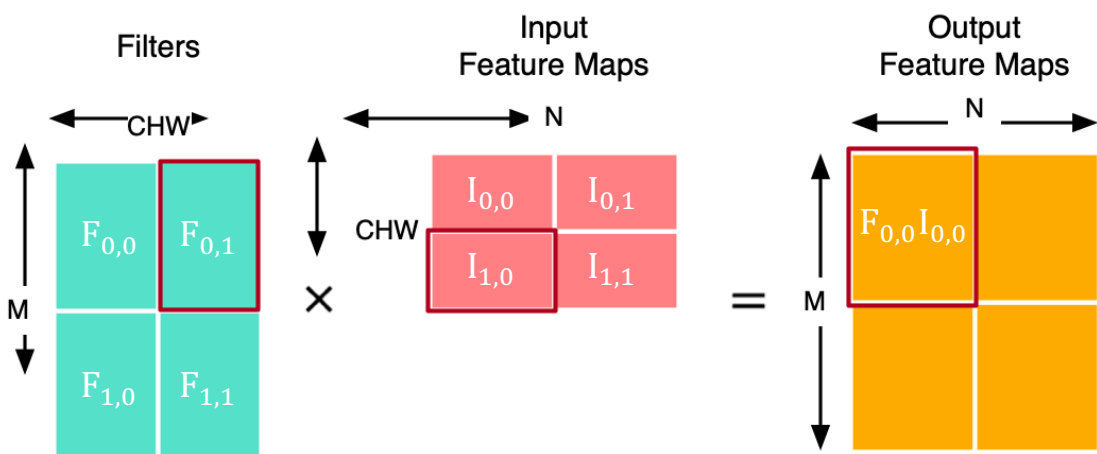 Filters
Input
Feature Maps
Output
Feature Maps
CHW
N
N
M
F0,0
F0,1
F1,0
F1,1
×
CHW
I0,0
I0,1
I1,0
I1,1
=
M
F0,0I0,0